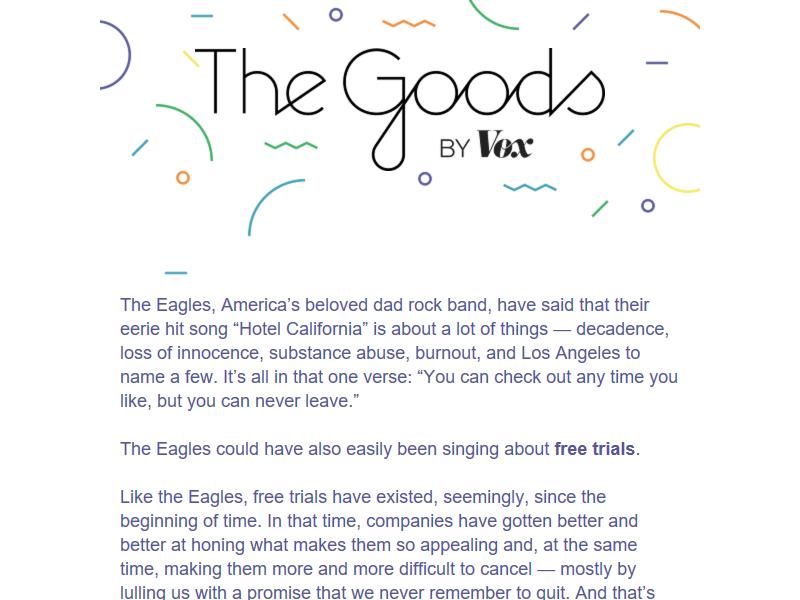 The Goods
BY Vox
The Eagles, America’s beloved dad rock band, have said that their
eerie hit song “Hotel California” is about a lot of things — decadence,
loss of innocence, substance abuse, burnout, and Los Angeles to
name a few. It’s all in that one verse: “You can check out any time you
like, but you can never leave.”
The Eagles could have also easily been singing about free trials.
Like the Eagles, free trials have existed, seemingly, since the
beginning of time. In that time, companies have gotten better and
better at honing what makes them so appealing and, at the same
time, making them more and more difficult to cancel — mostly by
lulling us with a promise that we never remember to quit. And that’s